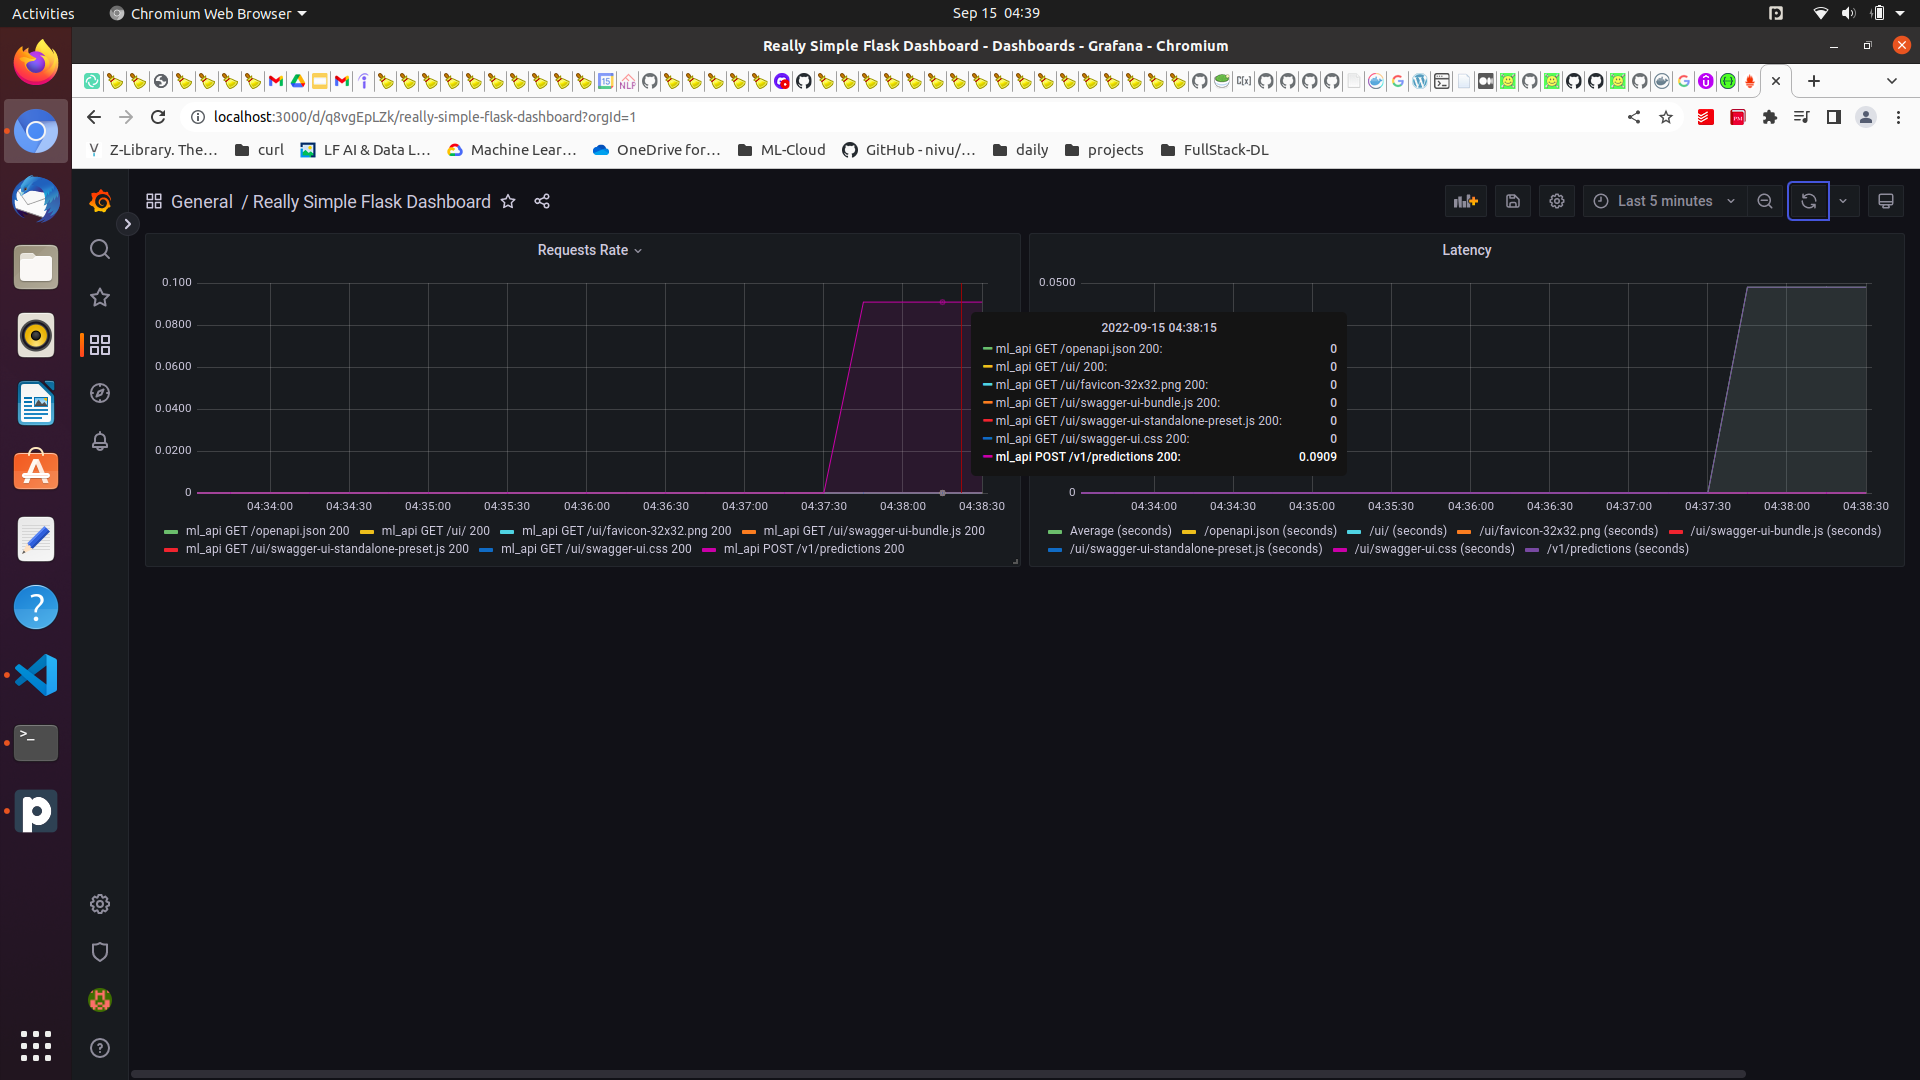 Activities Chromium Web Browser Sep 15 04:39
Really Simple Flask Dashboard - Dashboards - Grafana - Chromium
localhost:3000/d/q8vgEpLZk/really-simple-flask-dashboard?orgId=1
Z-Library. The… curl LF AI & Data L… Machine Lear… OneDrive for… ML-Cloud GitHub - nivu/… daily projects FullStack-DL
General / Really Simple Flask Dashboard Last 5 minutes
Requests Rate
0.100
0.0800
0.0600
0.0400
0.0200
0
04:34:00 04:34:30 04:35:00 04:35:30 04:36:00 04:36:30 04:37:00 04:37:30 04:38:00 04:38:30
ml_api GET /openapi.json 200 ml_api GET /ui/ 200 ml_api GET /ui/favicon-32x32.png 200 ml_api GET /ui/swagger-ui-bundle.js 200
ml_api GET /ui/swagger-ui-standalone-preset.js 200 ml_api GET /ui/swagger-ui.css 200 ml_api POST /v1/predictions 200
2022-09-15 04:38:15
ml_api GET /openapi.json 200: 0
ml_api GET /ui/ 200: 0
ml_api GET /ui/favicon-32x32.png 200: 0
ml_api GET /ui/swagger-ui-bundle.js 200: 0
ml_api GET /ui/swagger-ui-standalone-preset.js 200: 0
ml_api GET /ui/swagger-ui.css 200: 0
ml_api POST /v1/predictions 200: 0.0909
Latency
0.0500
0
04:34:00 04:34:30 04:35:00 04:35:30 04:36:00 04:36:30 04:37:00 04:37:30 04:38:00 04:38:30
Average (seconds) /openapi.json (seconds) /ui/ (seconds) /ui/favicon-32x32.png (seconds) /ui/swagger-ui-bundle.js (seconds)
/ui/swagger-ui-standalone-preset.js (seconds) /ui/swagger-ui.css (seconds) /v1/predictions (seconds)